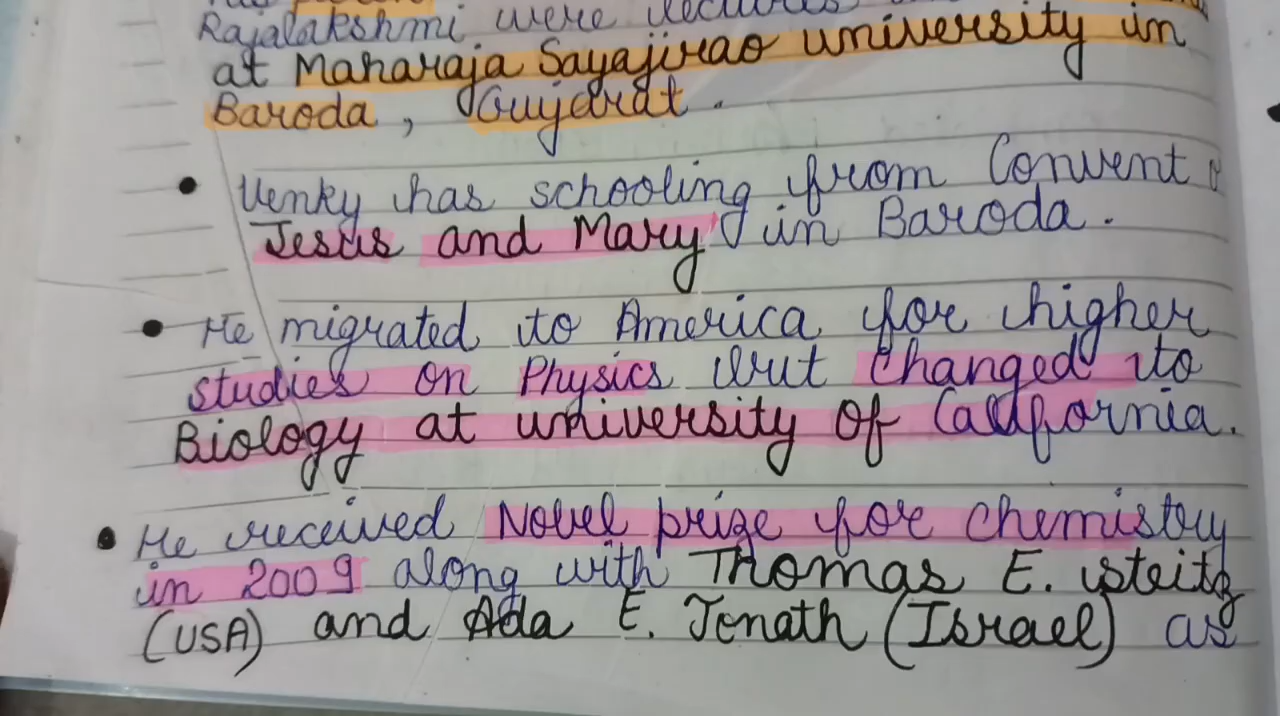 Rajalakshmi were
at Maharaja Sayajirao university in
Baroda, Gujarat.
• Venky has schooling from Convent
Jesus and Mary in Baroda.
• He migrated to America for higher
studies on Physics but changed to
Biology at university of California.
• He received Nobel prize for chemistry
in 2009 along with Thomas E. steitz
(USA) and Ada E. Jonath (Israel) as